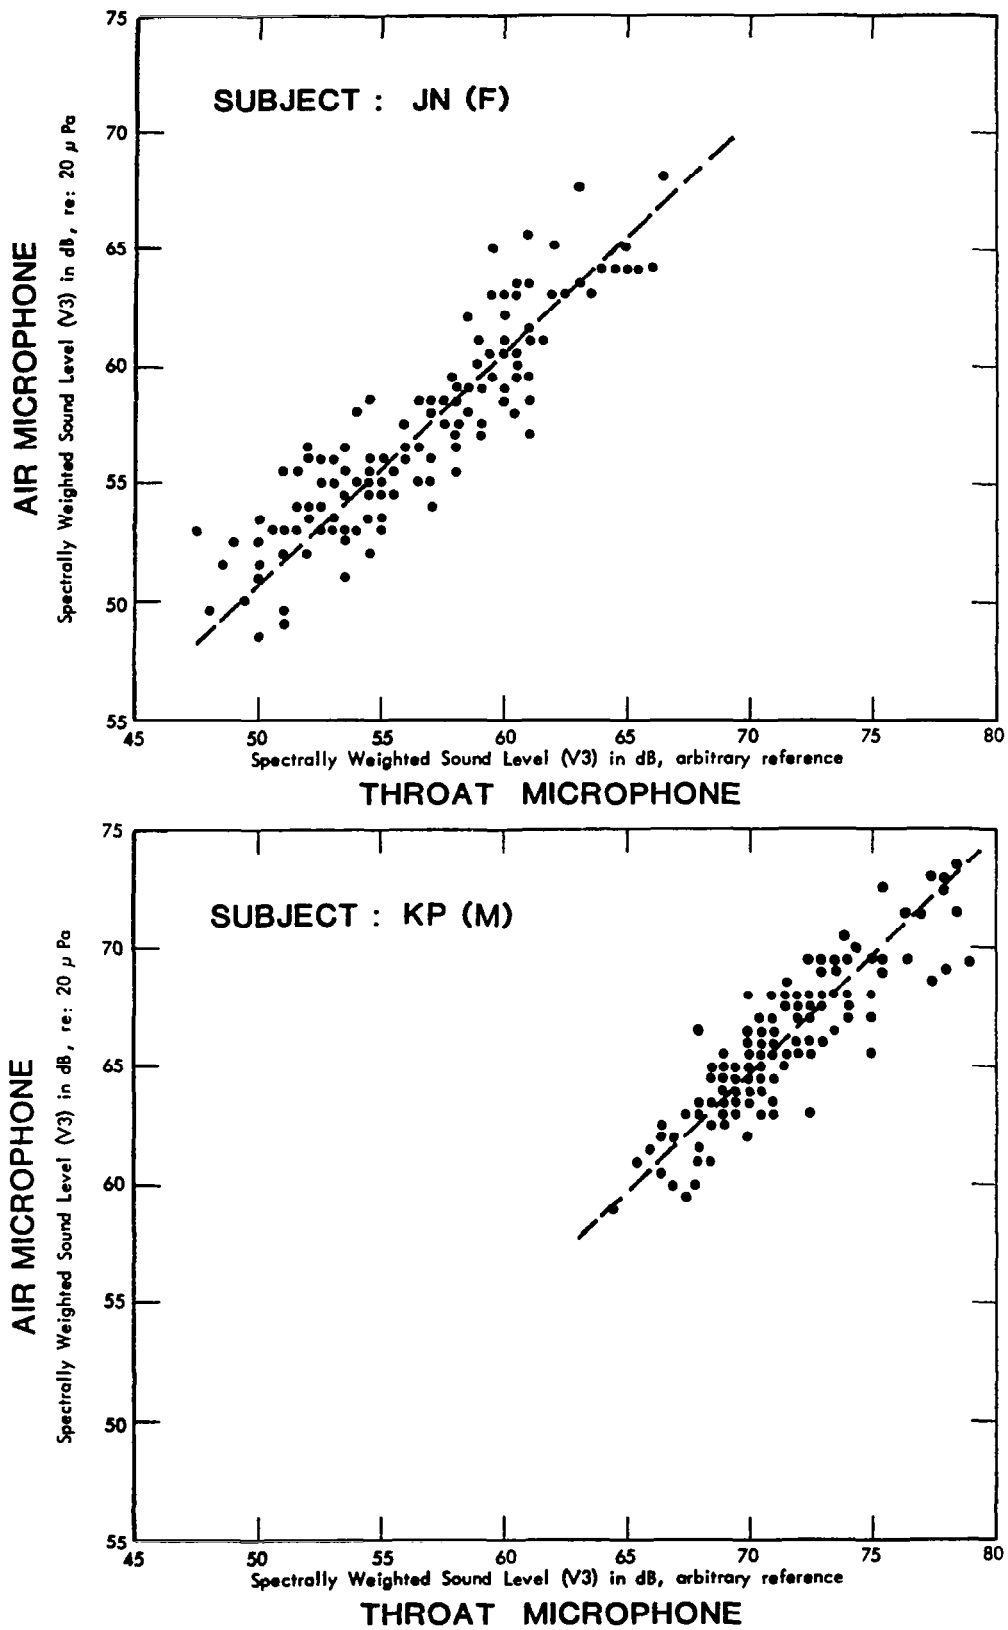 75
SUBJECT : JN (F)
70
65
60
55
50
55
AIR MICROPHONE
Spectrally Weighted Sound Level (V3) in dB, re: 20 μ Pa
45 50 55 60 65 70 75 80
Spectrally Weighted Sound Level (V3) in dB, arbitrary reference
THROAT MICROPHONE
75
SUBJECT : KP (M)
70
65
60
55
50
55
AIR MICROPHONE
Spectrally Weighted Sound Level (V3) in dB, re: 20 μ Pa
45 50 55 60 65 70 75 80
Spectrally Weighted Sound Level (V3) in dB, arbitrary reference
THROAT MICROPHONE